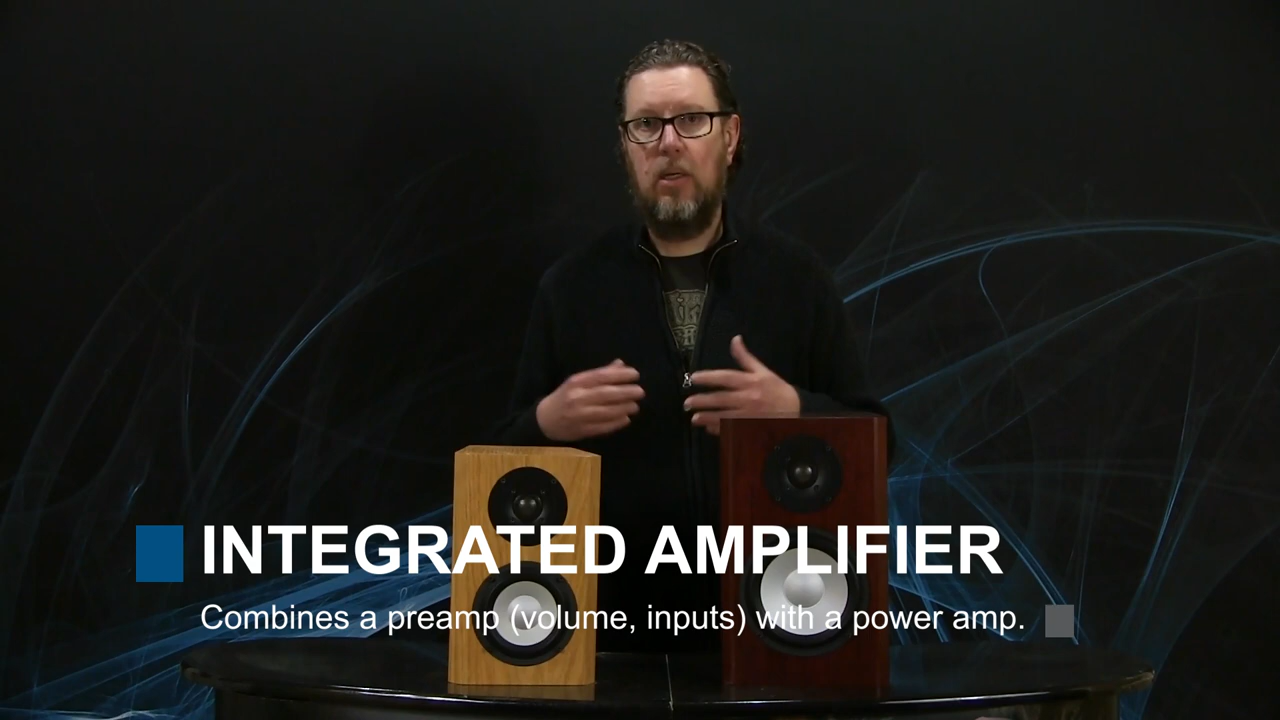 INTEGRATED AMPLIFIER
Combines a preamp (volume, inputs) with a power amp.